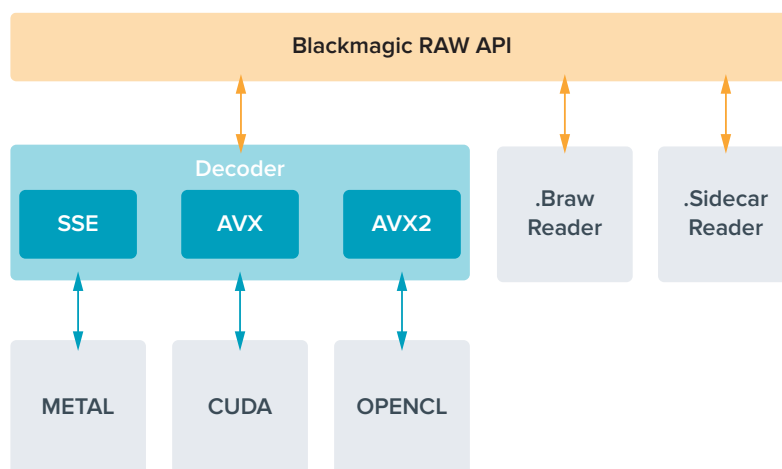 Blackmagic RAW API
Decoder
SSE
AVX
AVX2
.Braw
Reader
.Sidecar
Reader
METAL
CUDA
OPENCL